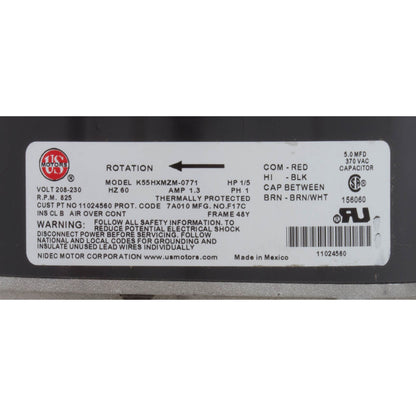 US
MOTORS
ROTATION
MODEL K55HXMZM-0771 HP 1/5
VOLT 208-230 HZ 60 AMP 1.3 PH 1
R.P.M. 825 THERMALLY PROTECTED
CUST PT NO 11024560 PROT. CODE 7A010 MFG. NO.F17C
INS CL B AIR OVER CONT FRAME 48Y
WARNING: FOLLOW ALL SAFETY INFORMATION. TO
REDUCE POTENTIAL ELECTRICAL SHOCK
DISCONNECT POWER BEFORE SERVICING. FOLLOW
NATIONAL AND LOCAL CODES FOR GROUNDING AND
INSULATE UNUSED LEAD WIRES INDIVIDUALLY
NIDEC MOTOR CORPORATION www.usmotors.com
COM - RED
HI - BLK
CAP BETWEEN
BRN - BRN/WHT
5.0 MFD
370 VAC
CAPACITOR
156060
Made in Mexico
11024560